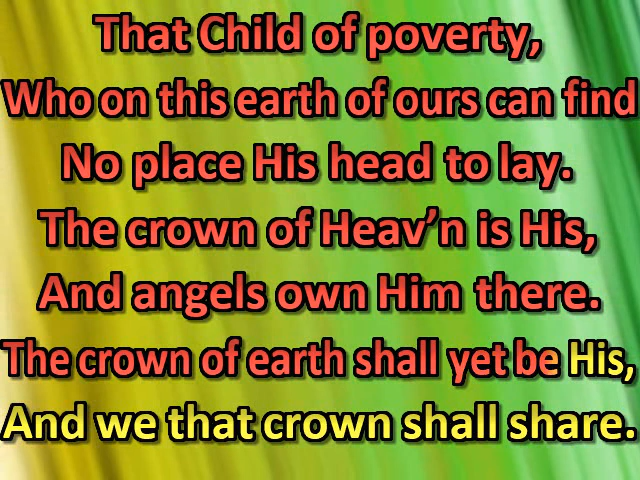 That Child of poverty,
Who on this earth of ours can find
No place His head to lay.
The crown of Heav’n is His,
And angels own Him there.
The crown of earth shall yet be His,
And we that crown shall share.